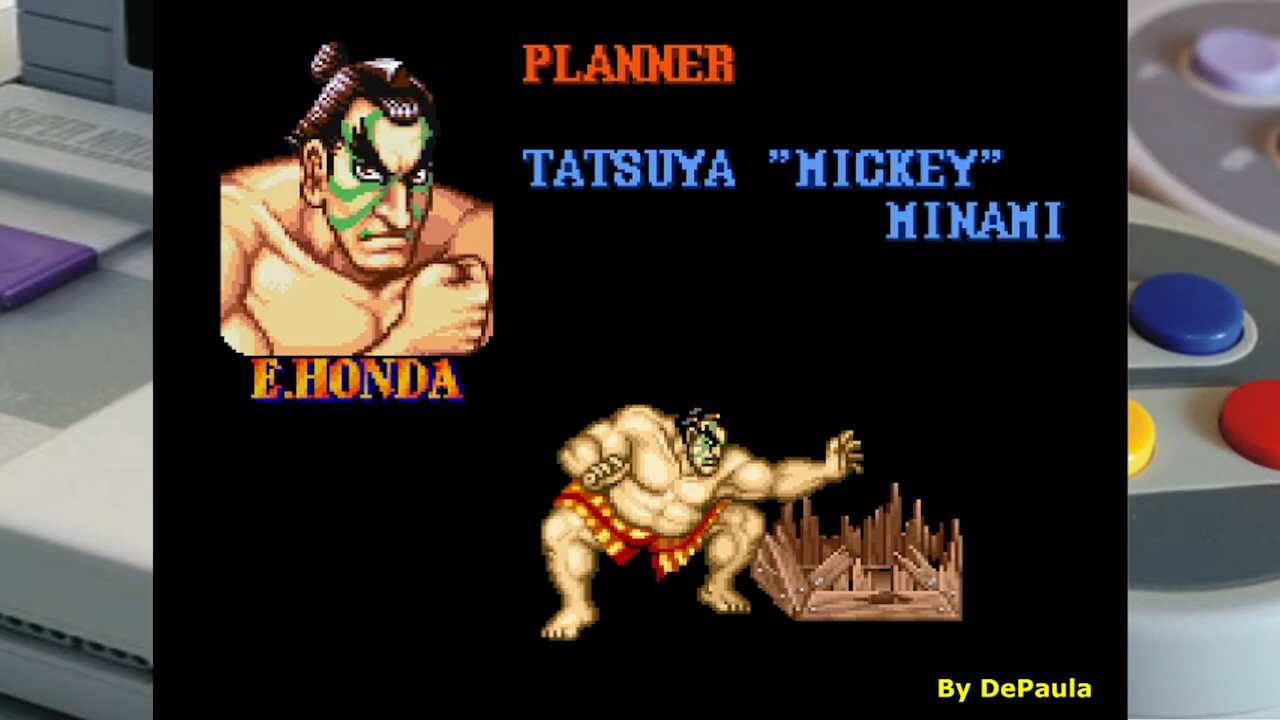 PLANNER
TATSUYA "MICKEY"
MINAMI
E.HONDA
By DePaula